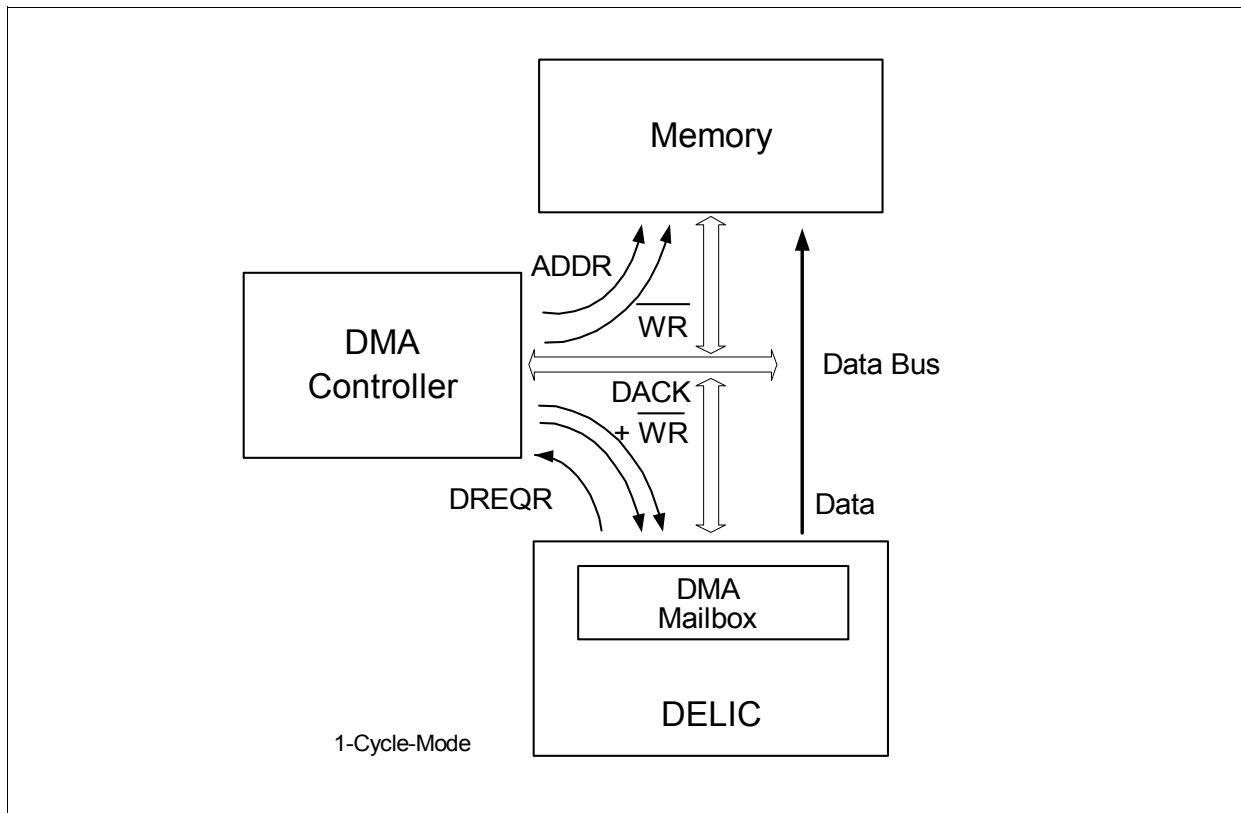 Memory
ADDR
WR
DMA
Controller
Data Bus
DACK
+ WR
DREQR
Data
DMA
Mailbox
DELIC
1-Cycle-Mode